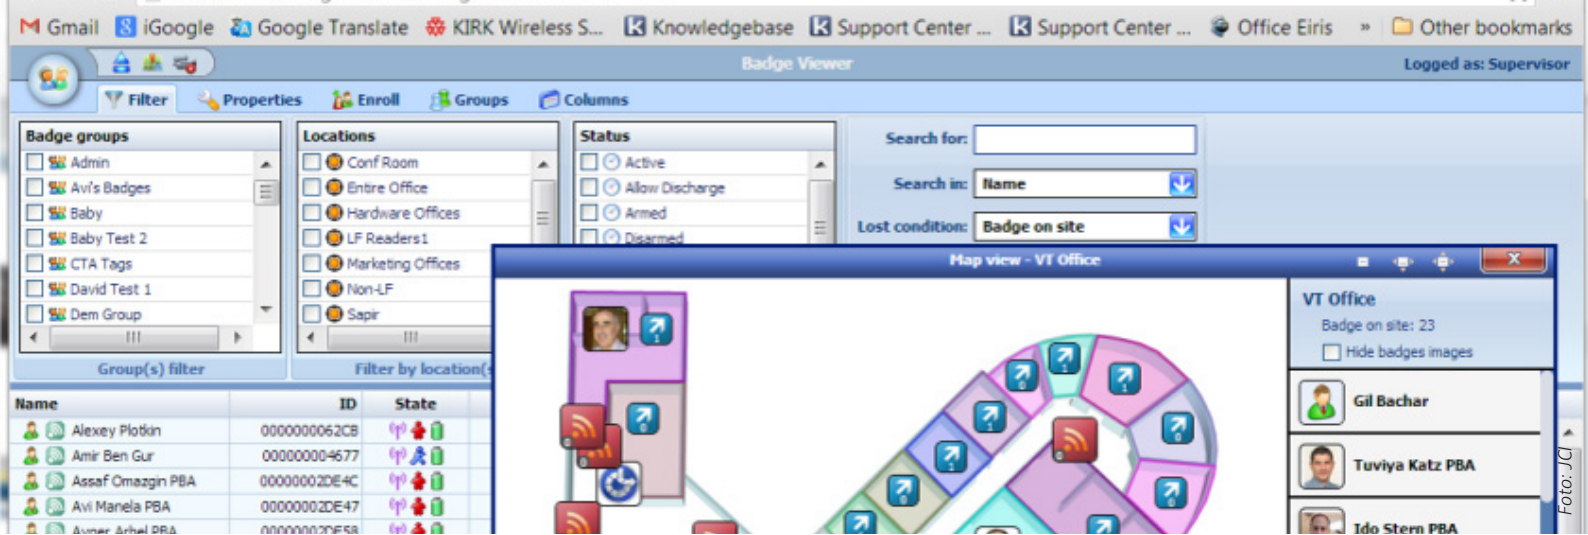 Gmail iGoogle Google Translate KIRK Wireless S... Knowledgebase Support Center ... Support Center ... Office Eiris » Other bookmarks
Badge Viewer
Logged as: Supervisor
Filter Properties Enroll Groups Columns
Badge groups
Admin
Avi's Badges
Baby
Baby Test 2
CTA Tags
David Test 1
Dem Group
Group(s) filter
Locations
Conf Room
Entire Office
Hardware Offices
LF Readers1
Marketing Offices
Non-LF
Sapir
Filter by location(s
Status
Active
Allow Discharge
Armed
Disarmed
Search for:
Search in: Name
Lost condition: Badge on site
Name ID State
Alexey Plotkin 0000000062CB
Amir Ben Gur 000000004677
Assaf Omazgin PBA 00000002DE4C
Avi Manela PBA 00000002DE47
Avner Arbel PBA 00000002DE58
Map view - VT Office
VT Office
Badge on site: 23
Hide badges images
Gil Bachar
Tuviya Katz PBA
Ido Stern PBA
Foto: JCI